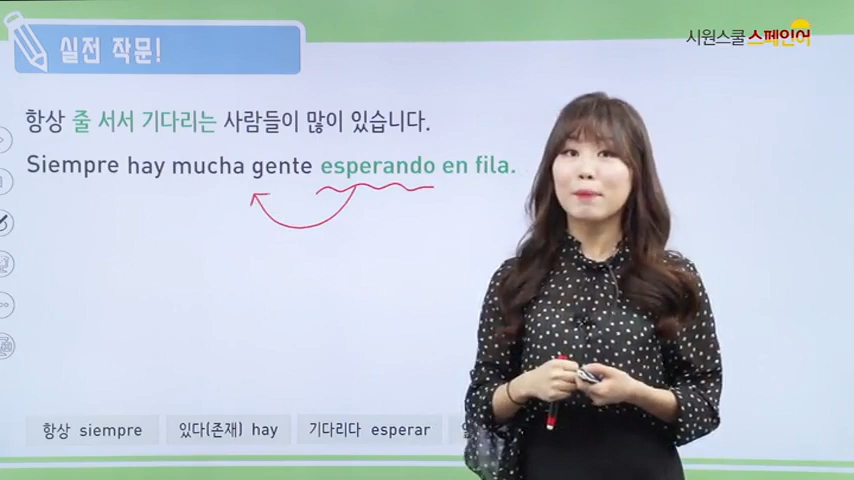 실전 작문!
시원스쿨 스페인어
항상 줄 서서 기다리는 사람들이 많이 있습니다.
Siempre hay mucha gente esperando en fila.
항상 siempre
있다(존재) hay
기다리다 esperar